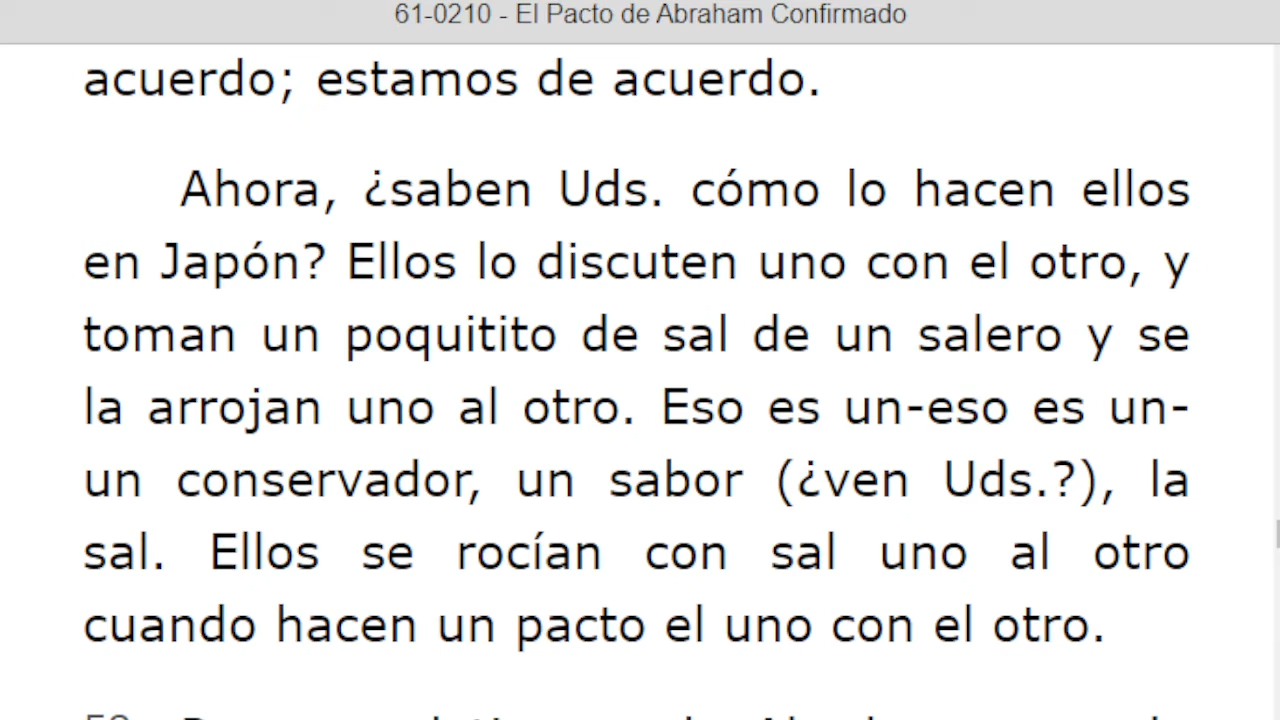 61-0210 - El Pacto de Abraham Confirmado
acuerdo; estamos de acuerdo.
Ahora, ¿saben Uds. cómo lo hacen ellos
en Japón? Ellos lo discuten uno con el otro, y
toman un poquitito de sal de un salero y se
la arrojan uno al otro. Eso es un-eso es un-
un conservador, un sabor (¿ven Uds.?), la
sal. Ellos se rocían con sal uno al otro
cuando hacen un pacto el uno con el otro.